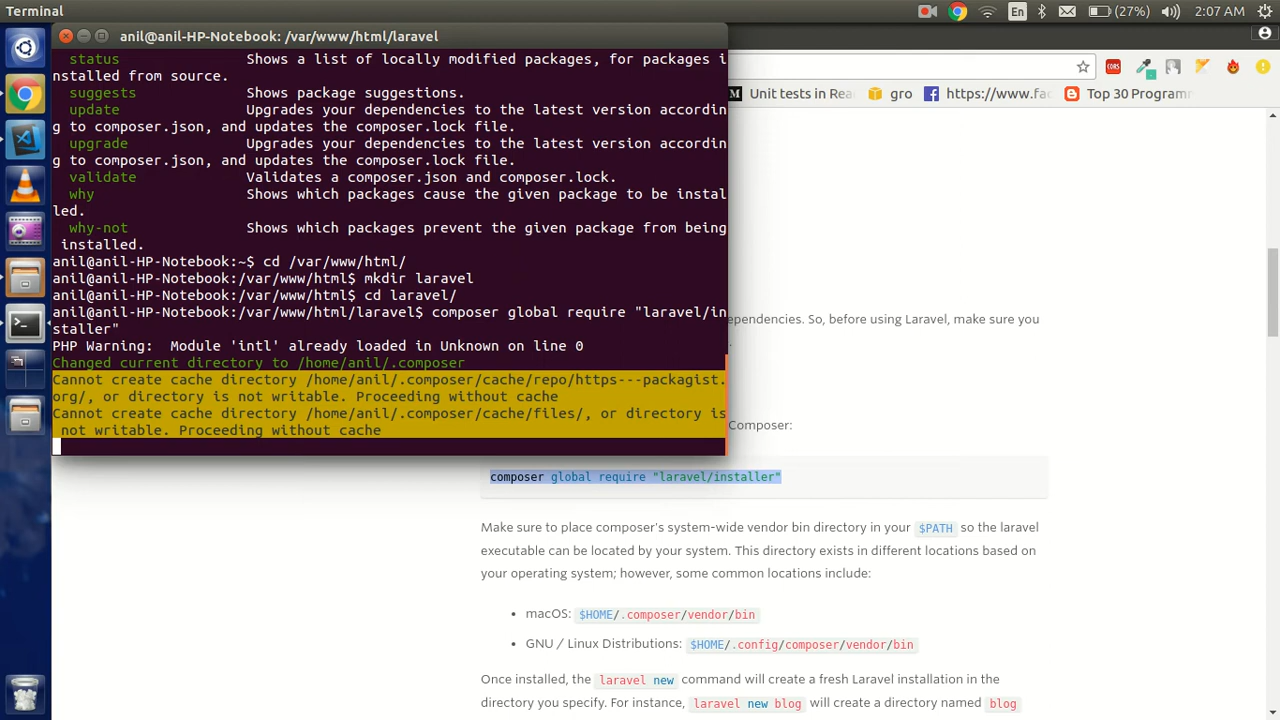 Terminal
En
(27%)
2:07 AM
anil@anil-HP-Notebook: /var/www/html/laravel
status Shows a list of locally modified packages, for packages i
nstalled from source.
suggests Shows package suggestions.
update Upgrades your dependencies to the latest version accordin
g to composer.json, and updates the composer.lock file.
upgrade Upgrades your dependencies to the latest version accordin
g to composer.json, and updates the composer.lock file.
validate Validates a composer.json and composer.lock.
why Shows which packages cause the given package to be instal
led.
why-not Shows which packages prevent the given package from being
installed.
anil@anil-HP-Notebook:~$ cd /var/www/html/
anil@anil-HP-Notebook:/var/www/html$ mkdir laravel
anil@anil-HP-Notebook:/var/www/html$ cd laravel/
anil@anil-HP-Notebook:/var/www/html/laravel$ composer global require "laravel/in
staller"
PHP Warning:  Module 'intl' already loaded in Unknown on line 0
Changed current directory to /home/anil/.composer
Cannot create cache directory /home/anil/.composer/cache/repo/https---packagist.
org/, or directory is not writable. Proceeding without cache
Cannot create cache directory /home/anil/.composer/cache/files/, or directory is
not writable. Proceeding without cache
CORS
M Unit tests in Rea
gro
https://www.fac
Top 30 Programm
ependencies. So, before using Laravel, make sure you
.
Composer:
composer global require "laravel/installer"
Make sure to place composer's system-wide vendor bin directory in your $PATH so the laravel
executable can be located by your system. This directory exists in different locations based on
your operating system; however, some common locations include:
• macOS: $HOME/.composer/vendor/bin
• GNU / Linux Distributions: $HOME/.config/composer/vendor/bin
Once installed, the laravel new command will create a fresh Laravel installation in the
directory you specify. For instance, laravel new blog will create a directory named blog